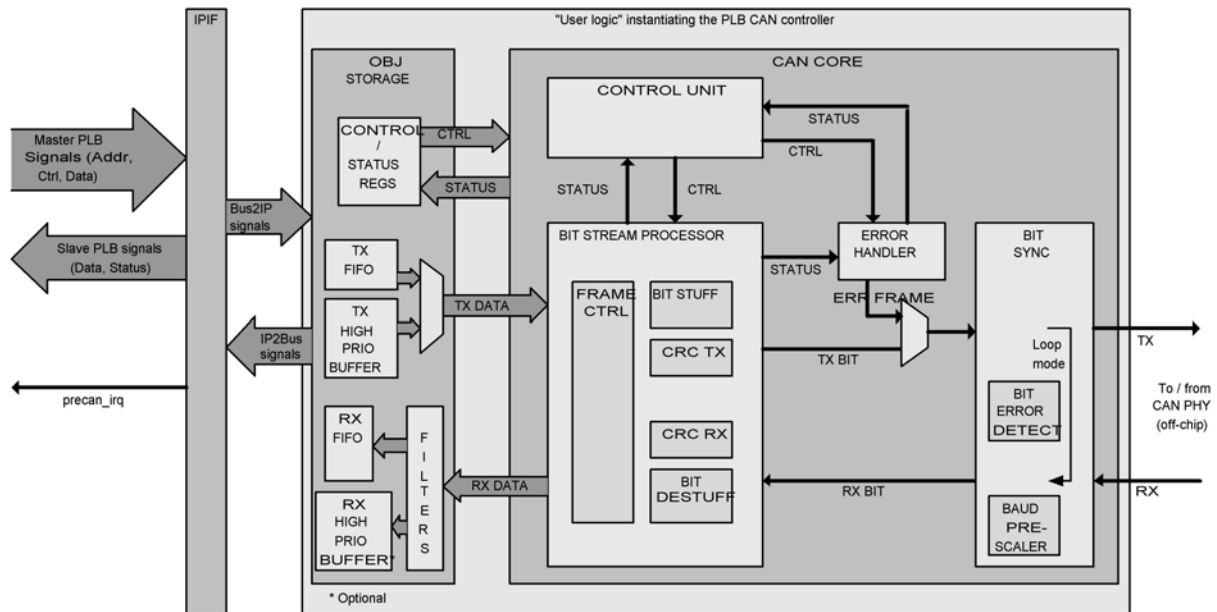 IPIF
"User logic" instantiating the PLB CAN controller
OBJ
STORAGE
CAN CORE
Master PLB
Signals (Addr,
Ctrl, Data)
Slave PLB signals
(Data, Status)
precan_irq
Bus2IP
signals
IP2Bus
signals
CONTROL
/
STATUS
REGS
CTRL
STATUS
TX
FIFO
TX
HIGH
PRIO
BUFFER
TX DATA
RX
FIFO
RX
HIGH
PRIO
BUFFER*
FILTERS
RX DATA
* Optional
CONTROL UNIT
STATUS
CTRL
STATUS
CTRL
BIT STREAM PROCESSOR
FRAME
CTRL
BIT STUFF
CRC TX
CRC RX
BIT
DESTUFF
STATUS
ERROR
HANDLER
ERR FRAME
TX BIT
RX BIT
BIT
SYNC
Loop
mode
BIT
ERROR
DETECT
BAUD
PRE-
SCALER
TX
To / from
CAN PHY
(off-chip)
RX